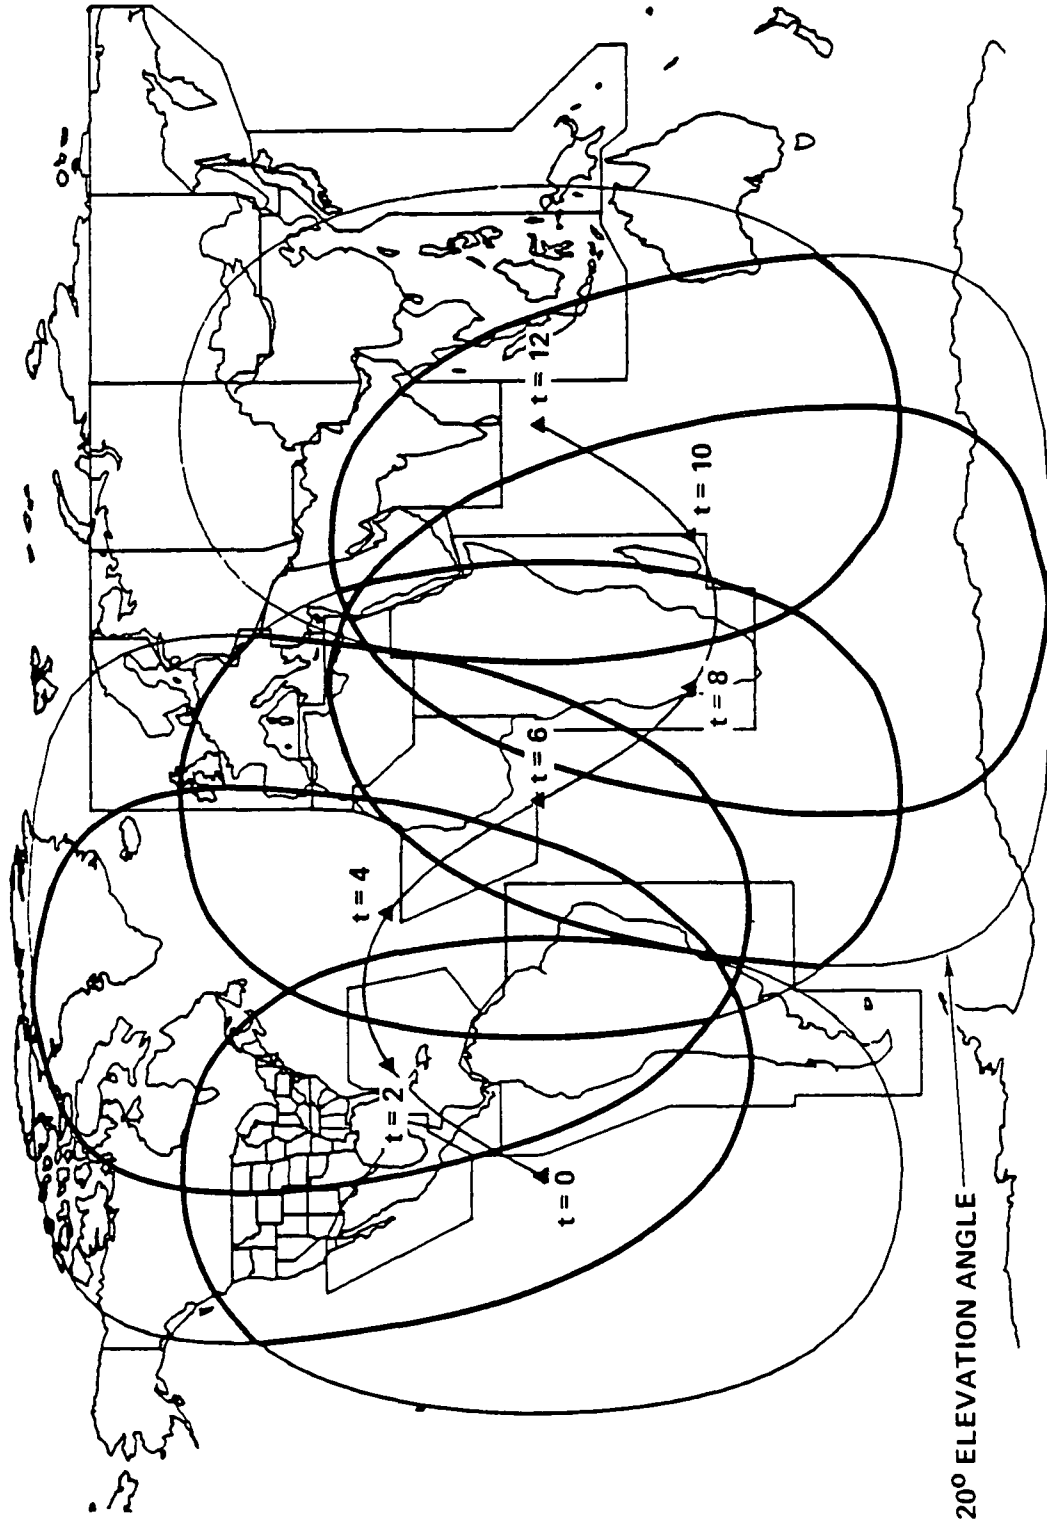 t = 0
t = 2
t = 4
t = 6
t = 8
t = 10
t = 12
20° ELEVATION ANGLE